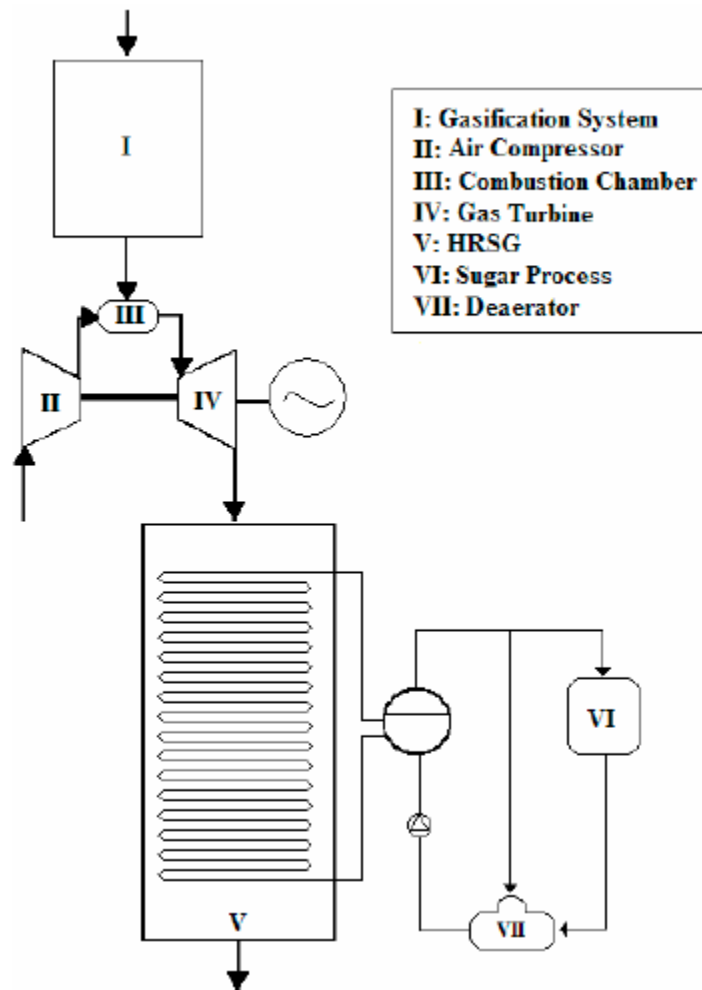 I
I: Gasification System
II: Air Compressor
III: Combustion Chamber
IV: Gas Turbine
V: HRSG
VI: Sugar Process
VII: Deaerator
III
II
IV
VI
V
VII